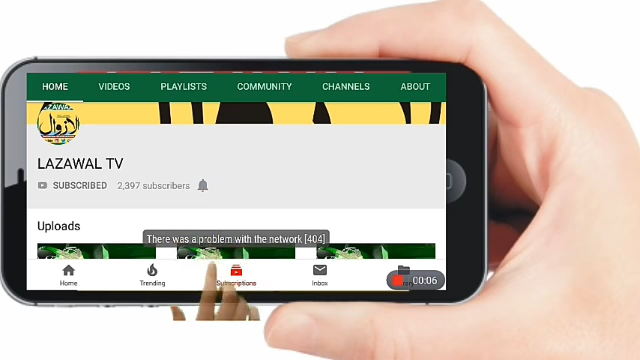 HOME VIDEOS PLAYLISTS COMMUNITY CHANNELS ABOUT
LAZAWAL TV
SUBSCRIBED 2,397 subscribers
Uploads
There was a problem with the network [404]
Home Trending Subscriptions Inbox
00:06